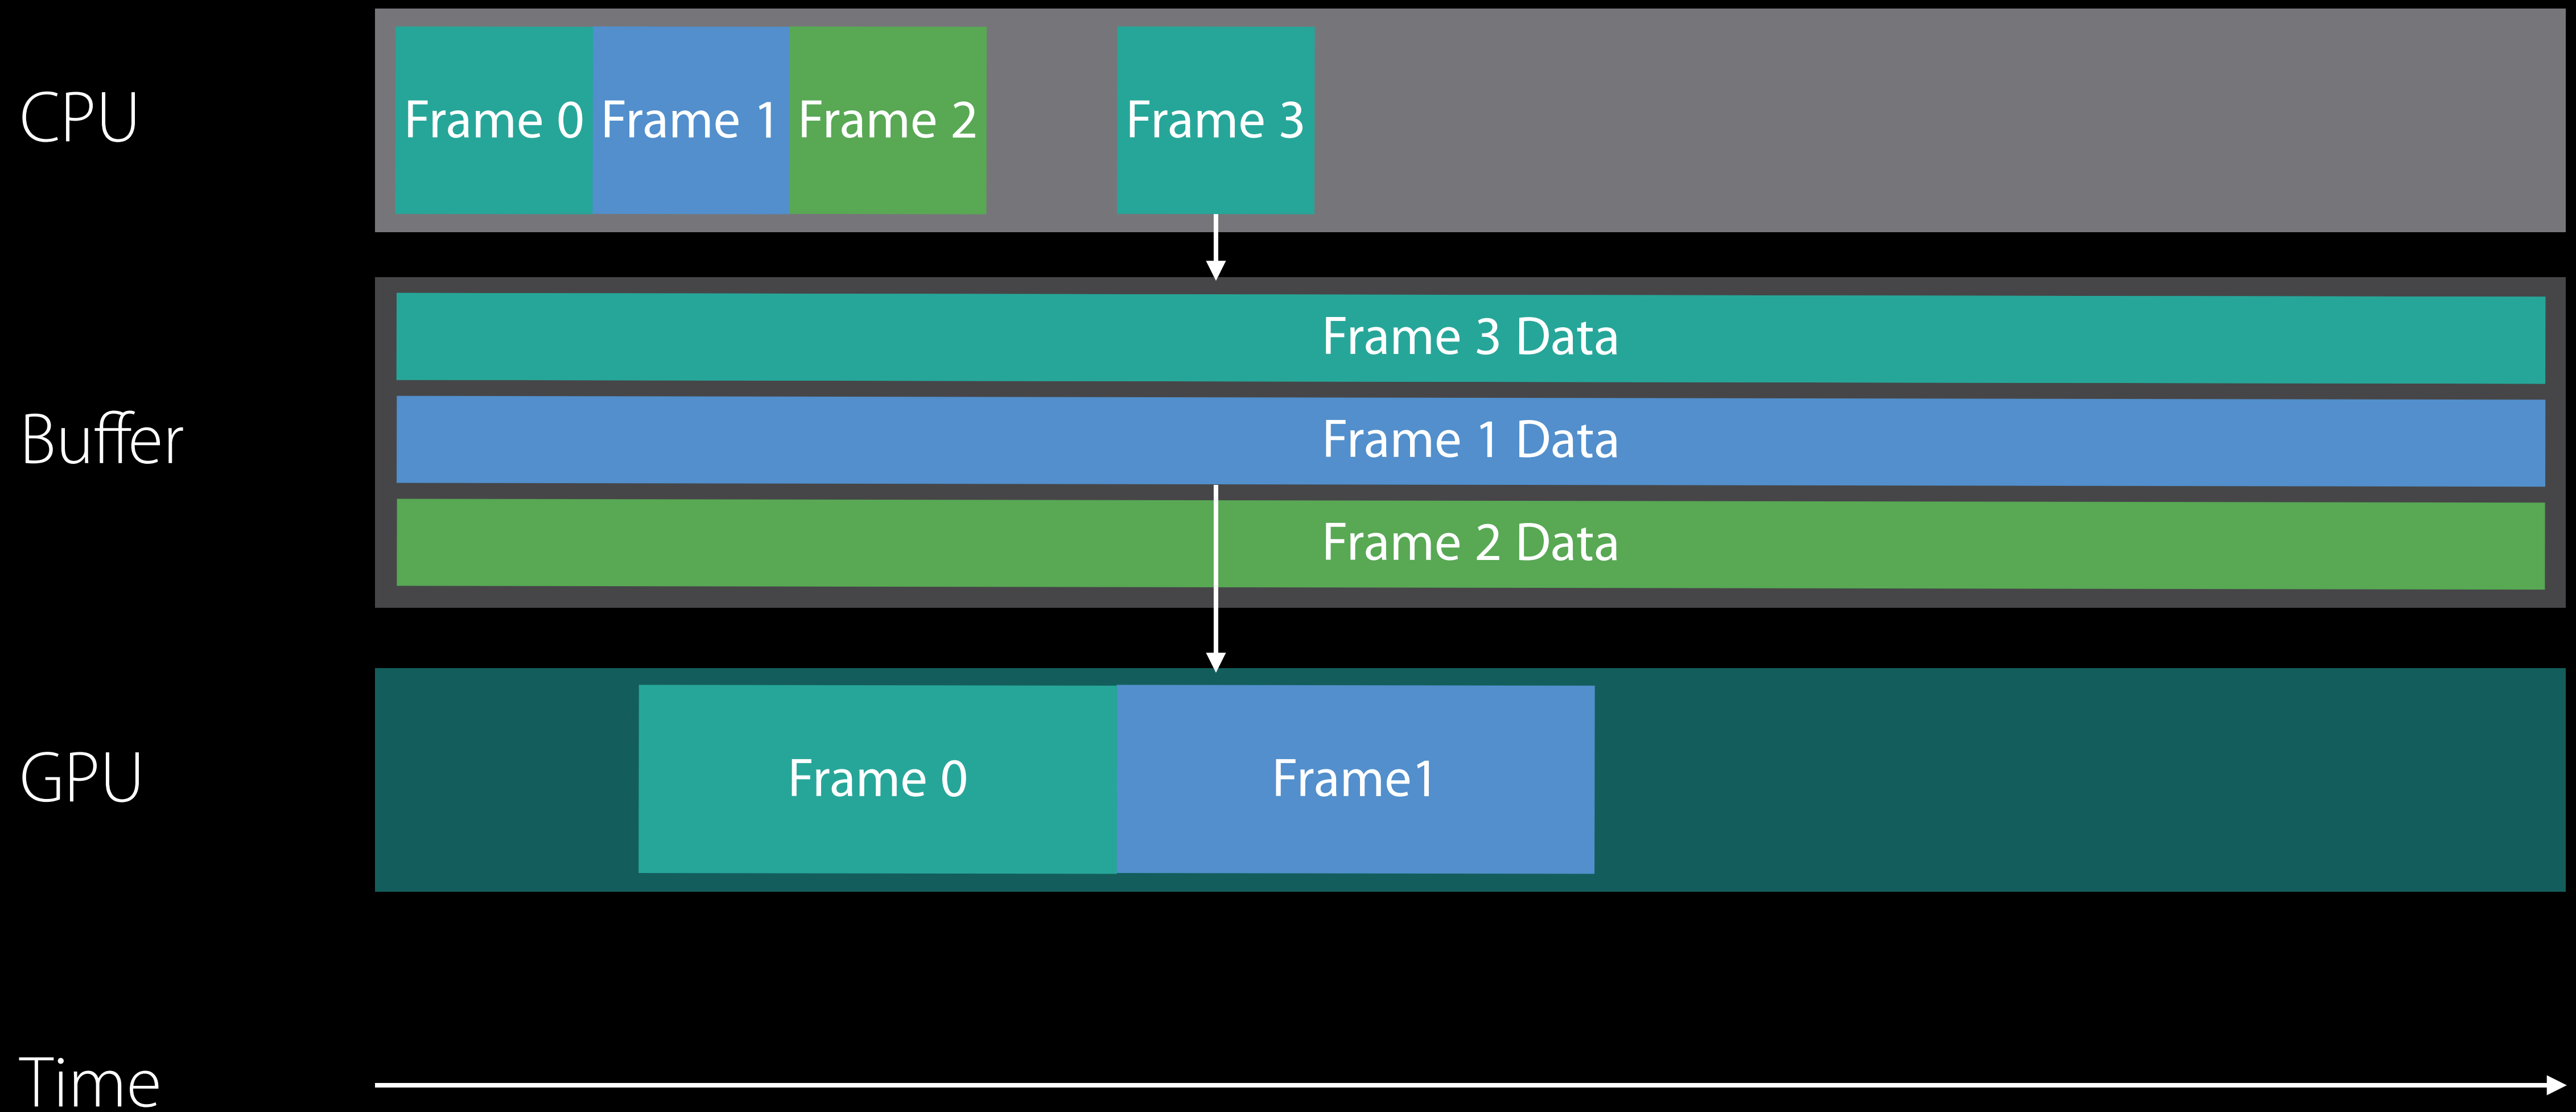 CPU
Frame 0
Frame 1
Frame 2
Frame 3
Buffer
Frame 3 Data
Frame 1 Data
Frame 2 Data
GPU
Frame 0
Frame1
Time